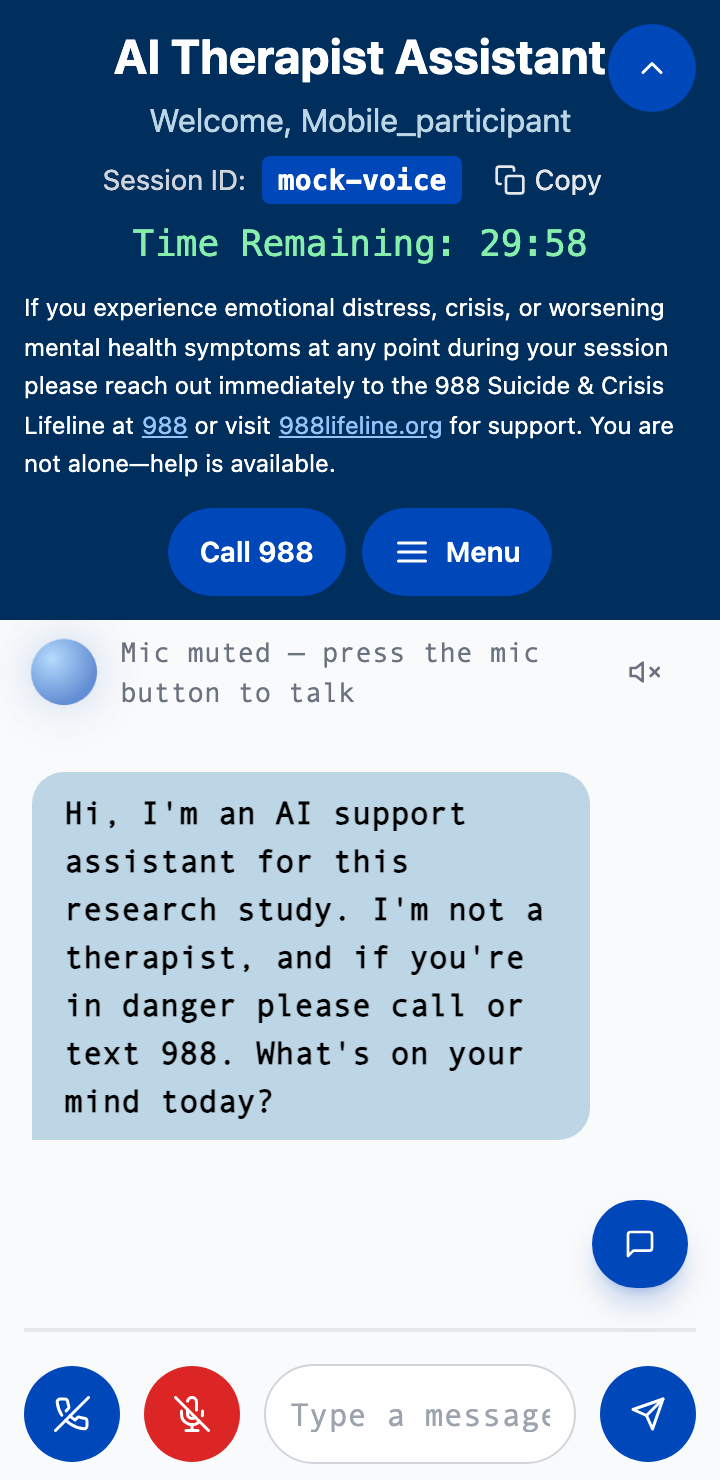 AI Therapist Assistant
Welcome, Mobile_participant
Session ID: mock-voice Copy
Time Remaining: 29:58
If you experience emotional distress, crisis, or worsening
mental health symptoms at any point during your session
please reach out immediately to the 988 Suicide & Crisis
Lifeline at 988 or visit 988lifeline.org for support. You are
not alone—help is available.
Call 988 Menu
Mic muted — press the mic
button to talk
Hi, I'm an AI support
assistant for this
research study. I'm not a
therapist, and if you're
in danger please call or
text 988. What's on your
mind today?
Type a message